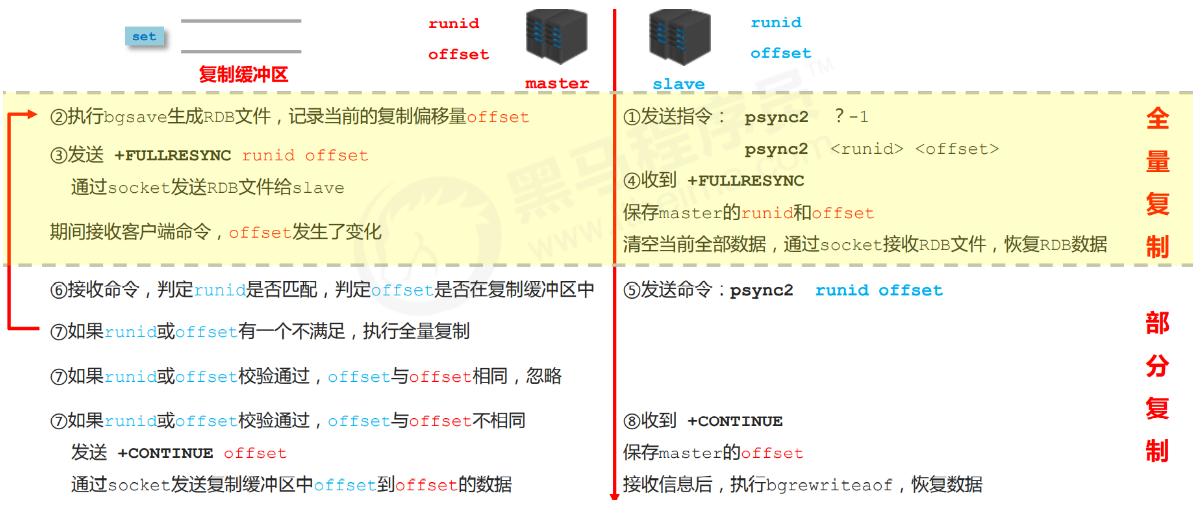 set
复制缓冲区
runid
offset
master
runid
offset
slave
②执行bgsave生成RDB文件，记录当前的复制偏移量offset
③发送 +FULLRESYNC runid offset
通过socket发送RDB文件给slave
期间接收客户端命令，offset发生了变化
①发送指令： psync2 ？-1
psync2 <runid> <offset>
④收到 +FULLRESYNC
保存master的runid和offset
清空当前全部数据，通过socket接收RDB文件，恢复RDB数据
全量复制
⑥接收命令，判定runid是否匹配，判定offset是否在复制缓冲区中
⑦如果runid或offset有一个不满足，执行全量复制
⑦如果runid或offset校验通过，offset与offset相同，忽略
⑦如果runid或offset校验通过，offset与offset不相同
发送 +CONTINUE offset
通过socket发送复制缓冲区中offset到offset的数据
⑤发送命令：psync2 runid offset
⑧收到 +CONTINUE
保存master的offset
接收信息后，执行bgrewriteaof，恢复数据
部分复制
黑马程序员™